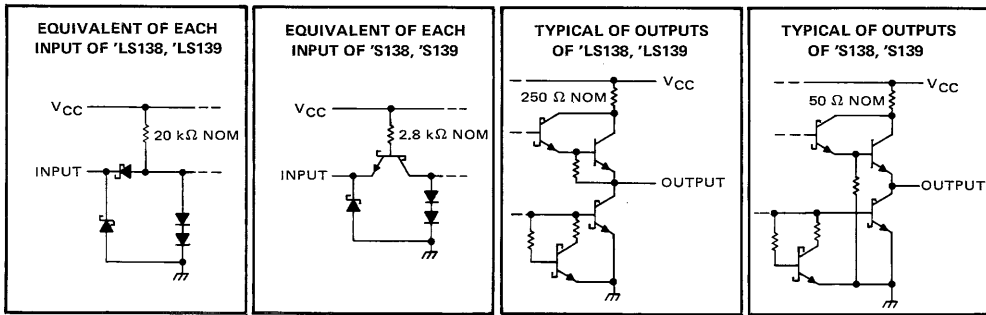 EQUIVALENT OF EACH
INPUT OF 'LS138, 'LS139
VCC
20 kΩ NOM
INPUT
EQUIVALENT OF EACH
INPUT OF 'S138, 'S139
VCC
2.8 kΩ NOM
INPUT
TYPICAL OF OUTPUTS
OF 'LS138, 'LS139
VCC
250 Ω NOM
OUTPUT
TYPICAL OF OUTPUTS
OF 'S138, 'S139
VCC
50 Ω NOM
OUTPUT